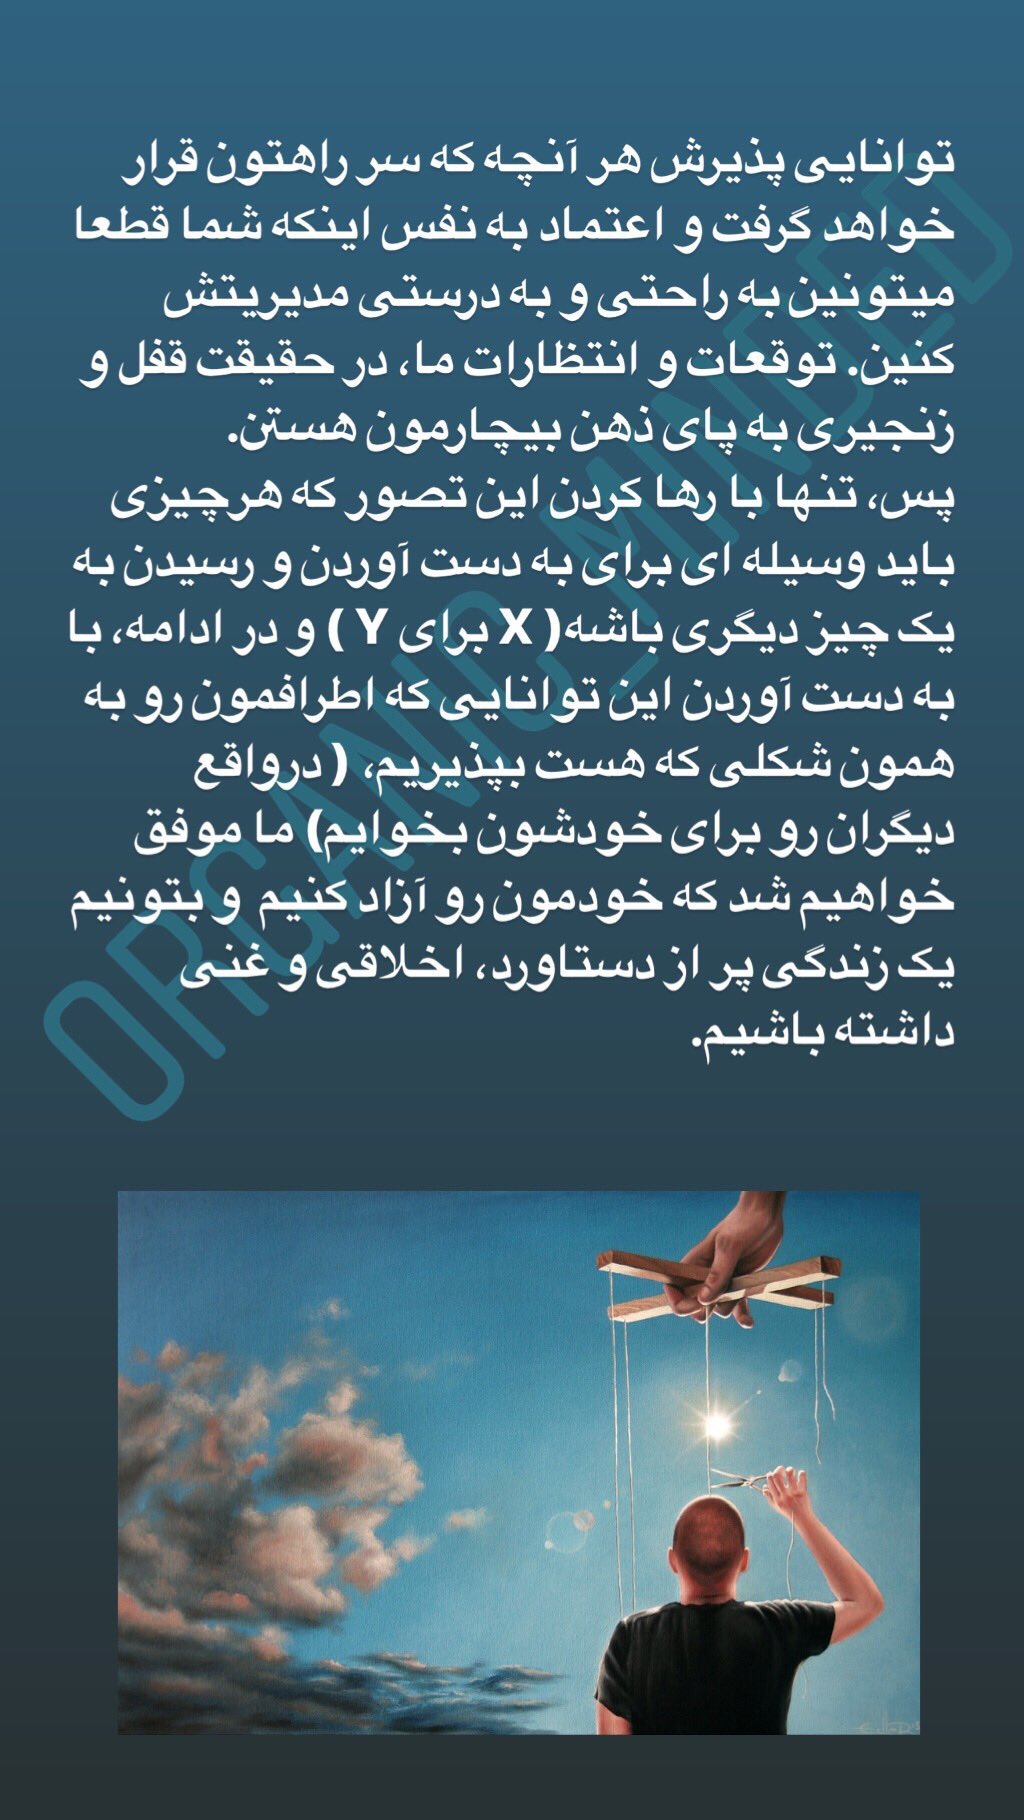 توانایی پذیرش هر آنچه که سر راهتون قرار
خواهد گرفت و اعتماد به نفس اینکه شما قطعا
میتونین به راحتی و به درستی مدیریتش
کنین. توقعات و انتظارات ما، در حقیقت قفل و
زنجیری به پای ذهن بیچارمون هستن.
پس، تنها با رها کردن این تصور که هرچیزی
باید وسیله ای برای به دست آوردن و رسیدن به
یک چیز دیگری باشه( X برای Y ) و در ادامه، با
به دست آوردن این توانایی که اطرافمون رو به
همون شکلی که هست بپذیریم، ( درواقع
دیگران رو برای خودشون بخوایم) ما موفق
خواهیم شد که خودمون رو آزاد کنیم و بتونیم
یک زندگی پر از دستاورد، اخلاقی و غنی
داشته باشیم.
ORGANIC_MINDED